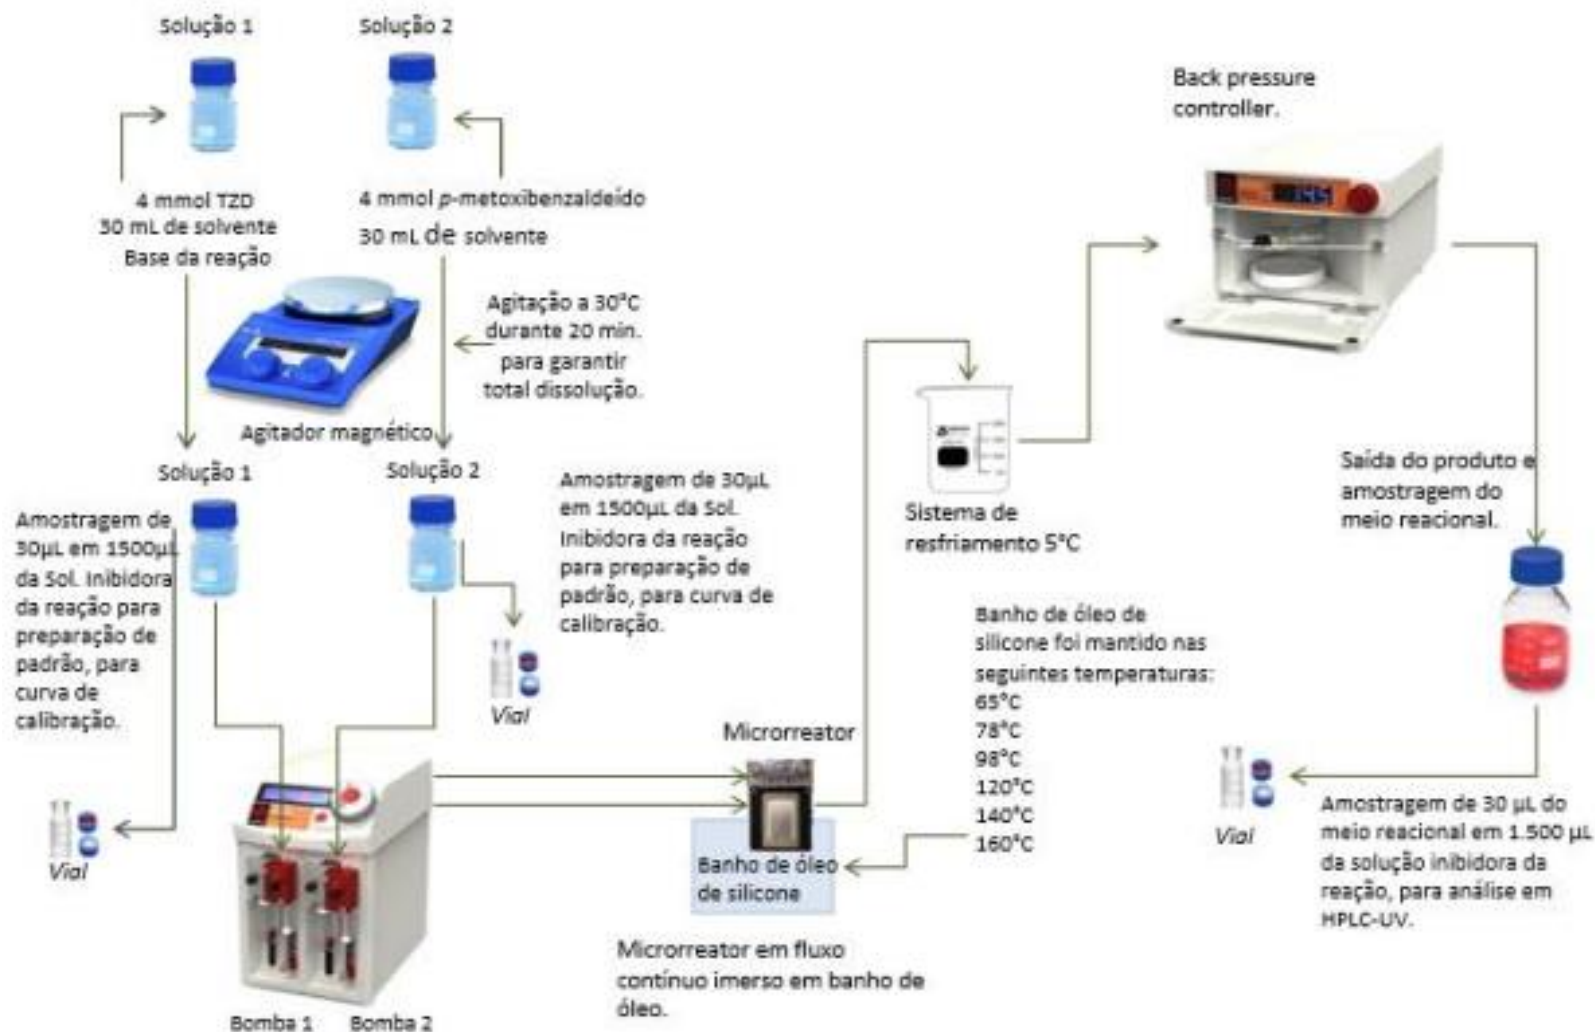 Solução 1
Solução 2
4 mmol TZD
30 mL de solvente
Base da reação
4 mmol p-metoxibenzaldeído
30 mL de solvente
Agitação a 30°C
durante 20 min.
para garantir
total dissolução.
Agitador magnético
Solução 1
Solução 2
Amostragem de
30µL em 1500µL
da Sol. Inibidora
da reação para
preparação de
padrão, para
curva de
calibração.
Vial
Amostragem de 30µL
em 1500µL da Sol.
Inibidora da reação
para preparação de
padrão, para curva de
calibração.
Vial
Bomba 1
Bomba 2
Microrreator
Banho de óleo
de silicone
Microrreator em fluxo
contínuo imerso em banho de
óleo.
Sistema de
resfriamento 5°C
Banho de óleo de
silicone foi mantido nas
seguintes temperaturas:
65°C
78°C
98°C
120°C
140°C
160°C
Back pressure
controller.
Saída do produto e
amostragem do
meio reacional.
Vial
Amostragem de 30 µL do
meio reacional em 1.500 µL
da solução inibidora da
reação, para análise em
HPLC-UV.